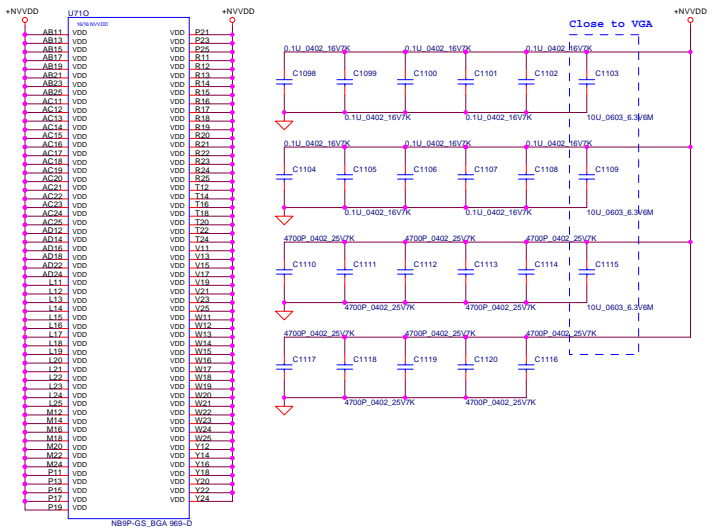 +NVVDD
U71O
+NVVDD
16/16 NVVDD
AB11 VDD VDD P21
AB13 VDD VDD P23
AB15 VDD VDD P25
AB17 VDD VDD R11
AB19 VDD VDD R12
AB21 VDD VDD R13
AB23 VDD VDD R14
AB25 VDD VDD R15
AC11 VDD VDD R16
AC12 VDD VDD R17
AC13 VDD VDD R18
AC14 VDD VDD R19
AC15 VDD VDD R20
AC16 VDD VDD R21
AC17 VDD VDD R22
AC18 VDD VDD R23
AC19 VDD VDD R24
AC20 VDD VDD R25
AC21 VDD VDD T12
AC22 VDD VDD T14
AC23 VDD VDD T16
AC24 VDD VDD T18
AC25 VDD VDD T20
AD12 VDD VDD T22
AD14 VDD VDD T24
AD16 VDD VDD V11
AD18 VDD VDD V13
AD22 VDD VDD V15
AD24 VDD VDD V17
L11 VDD VDD V19
L12 VDD VDD V21
L13 VDD VDD V23
L14 VDD VDD V25
L15 VDD VDD W11
L16 VDD VDD W12
L17 VDD VDD W13
L18 VDD VDD W14
L19 VDD VDD W15
L20 VDD VDD W16
L21 VDD VDD W17
L22 VDD VDD W18
L23 VDD VDD W19
L24 VDD VDD W20
L25 VDD VDD W21
M12 VDD VDD W22
M14 VDD VDD W23
M16 VDD VDD W24
M18 VDD VDD W25
M20 VDD VDD Y12
M22 VDD VDD Y14
M24 VDD VDD Y16
P11 VDD VDD Y18
P13 VDD VDD Y20
P15 VDD VDD Y22
P17 VDD VDD Y24
P19 VDD
NB9P-GS_BGA 969~D
+NVVDD
Close to VGA
0.1U_0402_16V7K 0.1U_0402_16V7K 0.1U_0402_16V7K
C1098 C1099 C1100 C1101 C1102 C1103
0.1U_0402_16V7K 0.1U_0402_16V7K 10U_0603_6.3V6M
0.1U_0402_16V7K 0.1U_0402_16V7K 0.1U_0402_16V7K
C1104 C1105 C1106 C1107 C1108 C1109
0.1U_0402_16V7K 0.1U_0402_16V7K 10U_0603_6.3V6M
4700P_0402_25V7K 4700P_0402_25V7K 4700P_0402_25V7K
C1110 C1111 C1112 C1113 C1114 C1115
4700P_0402_25V7K 4700P_0402_25V7K 10U_0603_6.3V6M
4700P_0402_25V7K 4700P_0402_25V7K 4700P_0402_25V7K
C1117 C1118 C1119 C1120 C1116
4700P_0402_25V7K 4700P_0402_25V7K